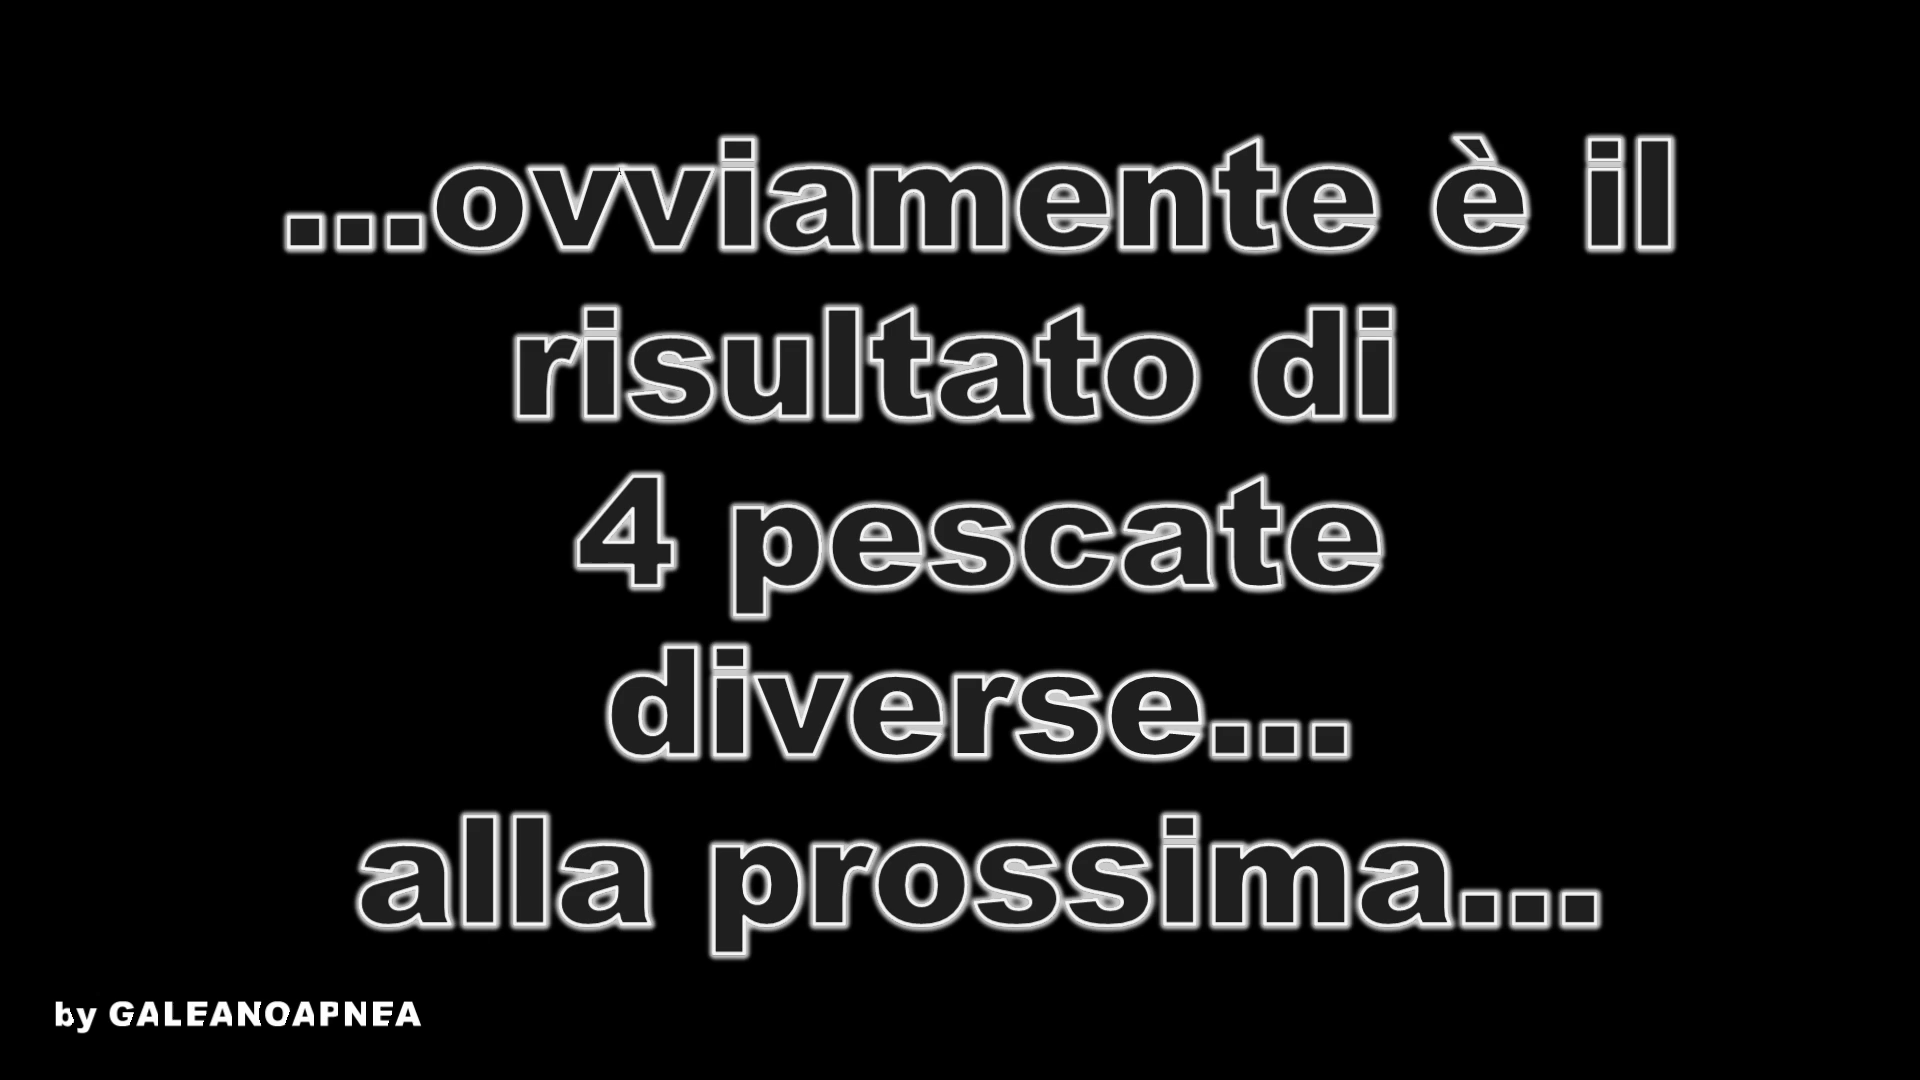 ...ovviamente è il
risultato di
4 pescate
diverse...
alla prossima...
by GALEANOAPNEA